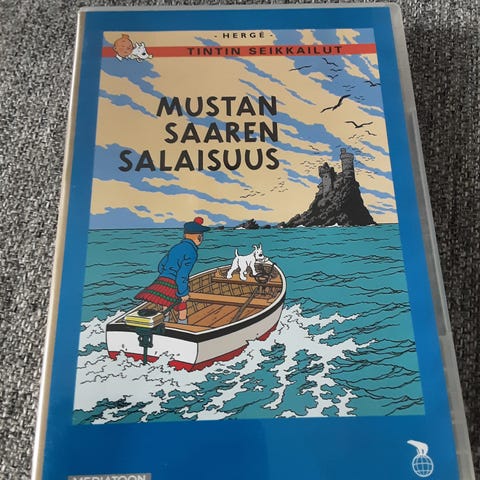 - HERGÉ -
TINTIN SEIKKAILUT
MUSTAN
SAAREN
SALAISUUS
MEDIATOON